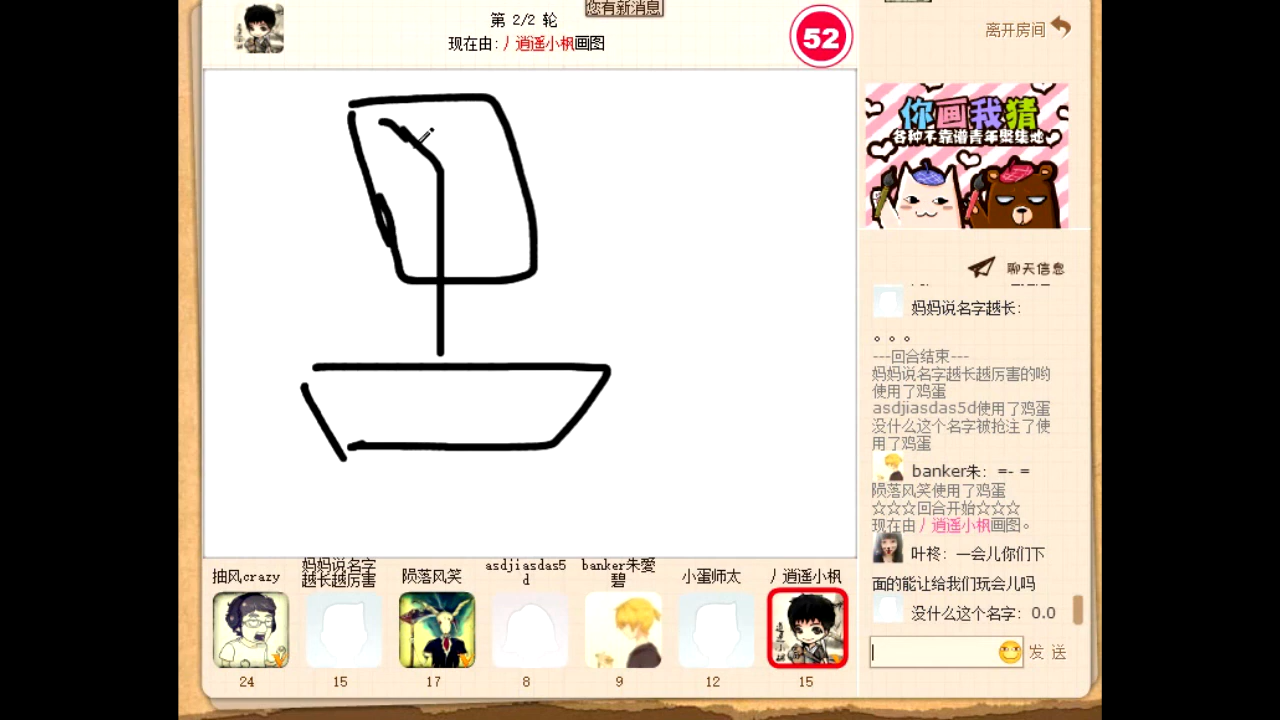 您有新消息
第 2/2 轮
现在由:丿逍遥小枫画图
52
离开房间
你画我猜
各种不靠谱青年聚集地
聊天信息
妈妈说名字越长:
。。。
---回合结束---
妈妈说名字越长越厉害的哟
使用了鸡蛋
asdjiasdas5d使用了鸡蛋
没什么这个名字被抢注了使
用了鸡蛋
banker朱: =- =
陨落风笑使用了鸡蛋
☆☆☆回合开始☆☆☆
现在由丿逍遥小枫画图。
叶柊: 一会儿你们下
面的能让给我们玩会儿吗
没什么这个名字: 0.0
发 送
抽风crazy
妈妈说名字
越长越厉害
陨落风笑
asdjiasdas5
d
banker朱愛
碧
小蛋师太
丿逍遥小枫
24
15
17
8
9
12
15